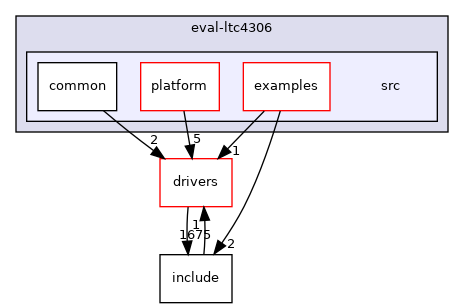 eval-ltc4306
common
platform
examples
src
2
5
1
drivers
1
1675
2
include